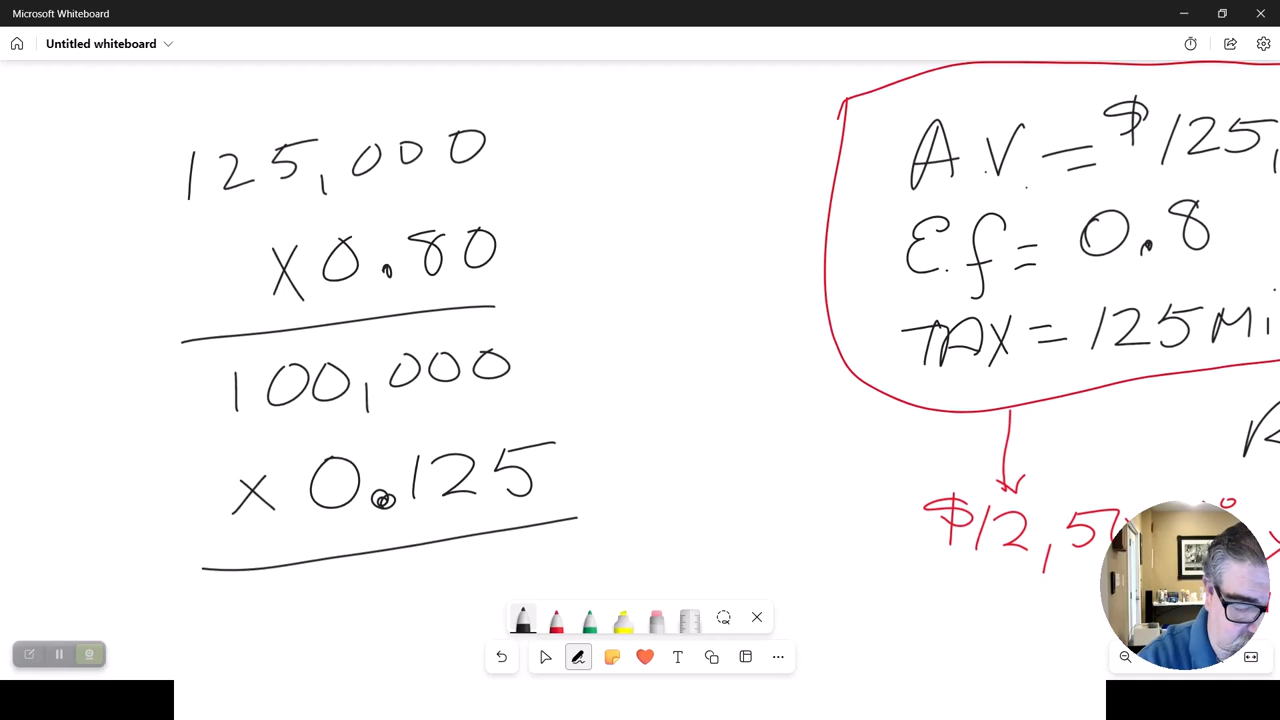 Microsoft Whiteboard
Untitled whiteboard
125,000
x 0.80
100,000
x 0.125
A.V. = $125,
E.f = 0.8
TAX = 125 Mi
$12,50